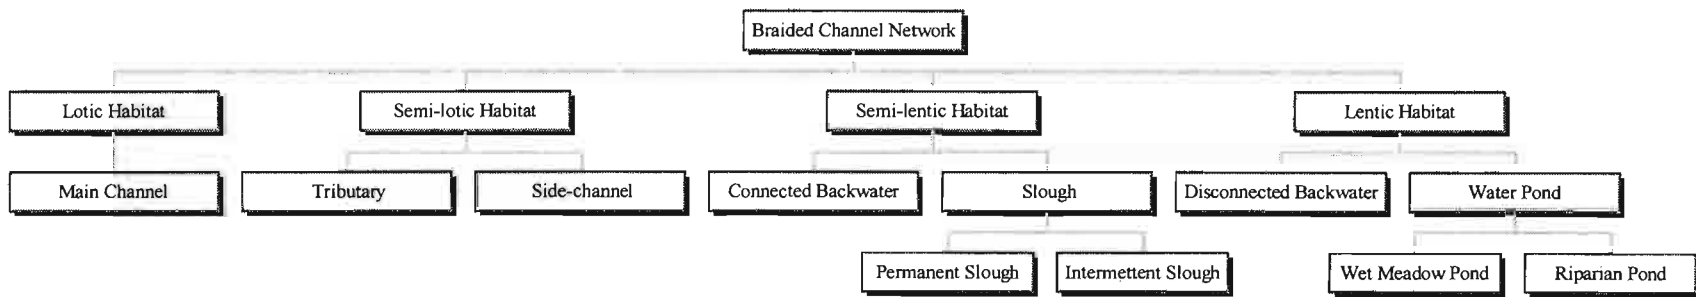 Braided Channel Network
Lotic Habitat
Semi-lotic Habitat
Semi-lentic Habitat
Lentic Habitat
Main Channel
Tributary
Side-channel
Connected Backwater
Slough
Disconnected Backwater
Water Pond
Permanent Slough
Intermettent Slough
Wet Meadow Pond
Riparian Pond